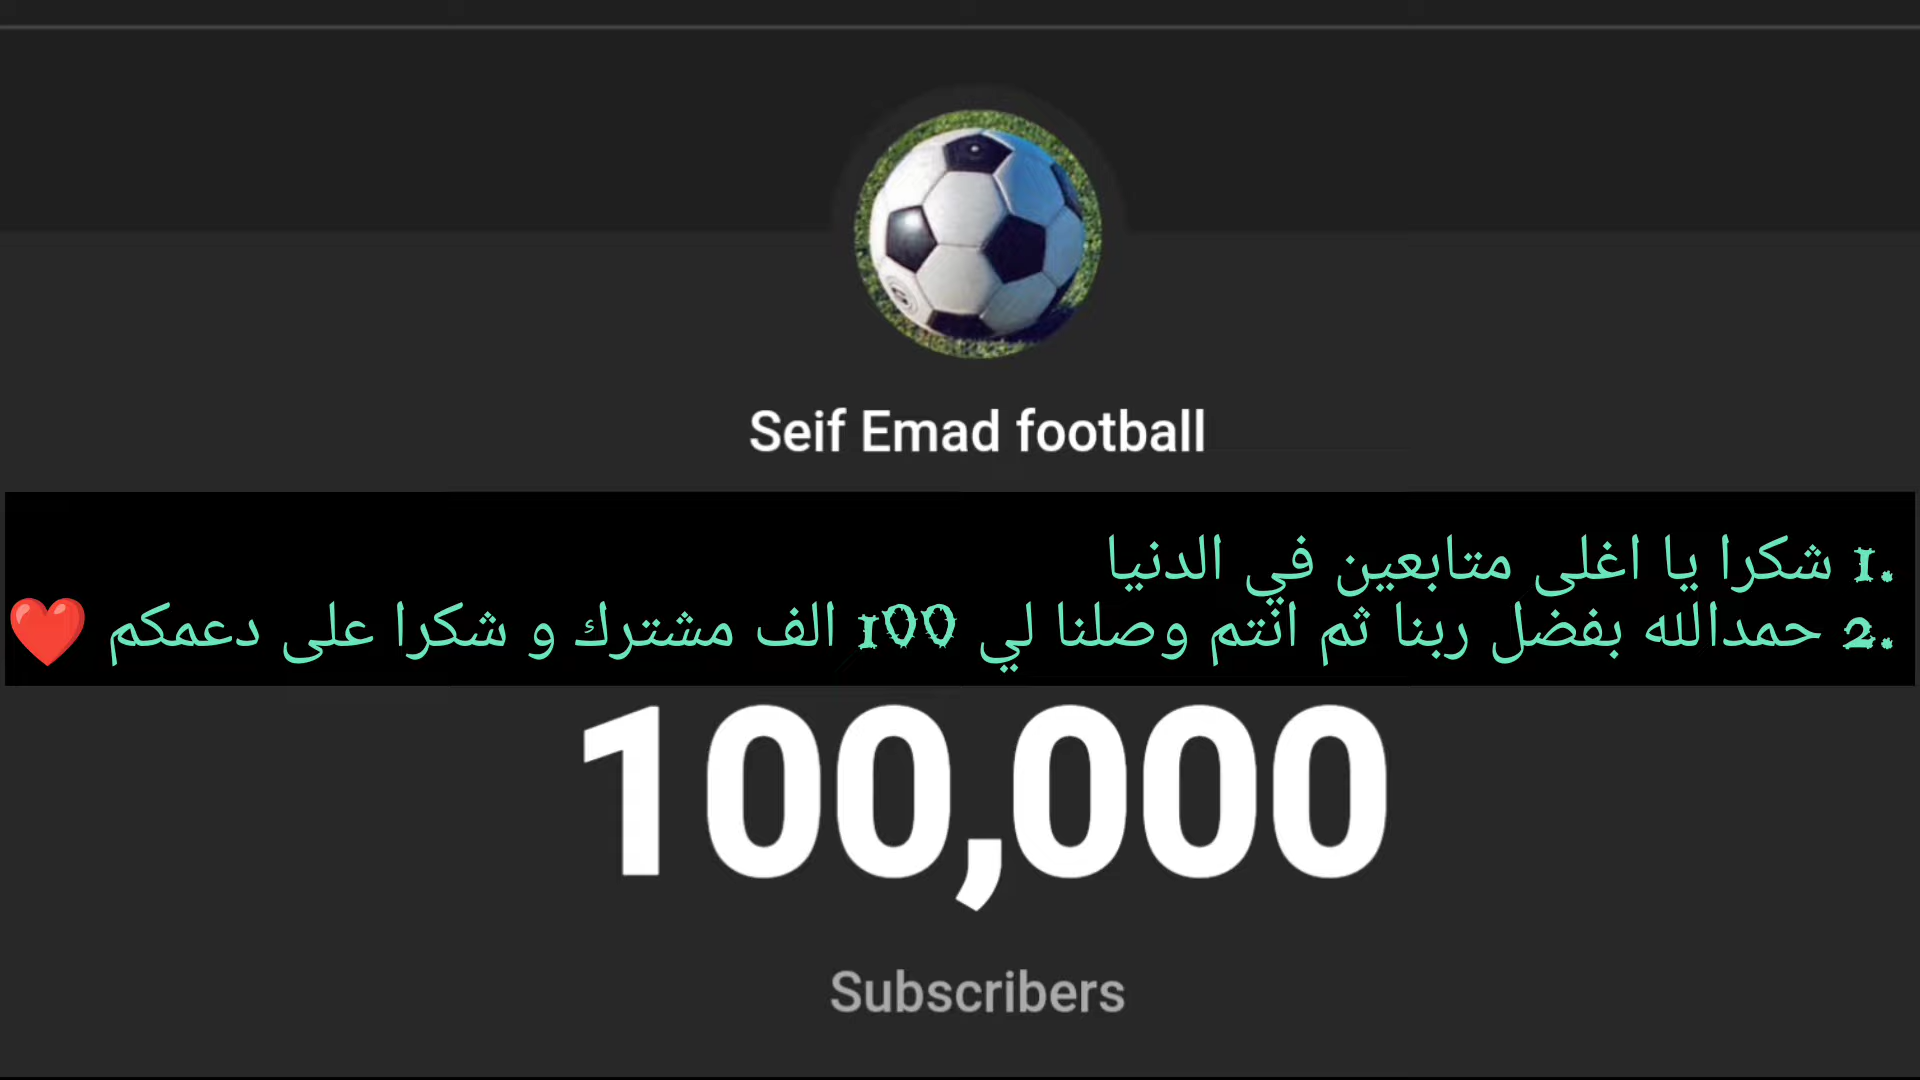 Seif Emad football
1. شكرا يا اغلى متابعين في الدنيا
2. حمدالله بفضل ربنا ثم انتم وصلنا لي 100 الف مشترك و شكرا على دعمكم ❤️
100,000
Subscribers